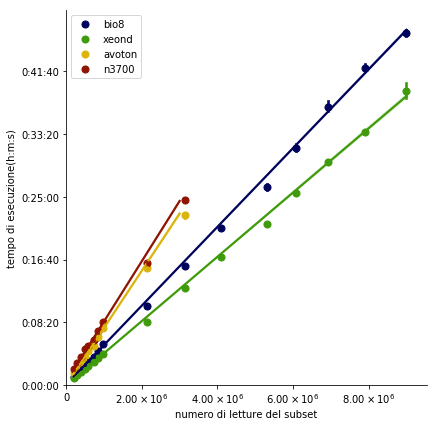 bio8
xeond
avoton
n3700
0:41:40
0:33:20
0:25:00
0:16:40
0:08:20
0:00:00
tempo di esecuzione(h:m:s)
0 2.00 × 10⁶ 4.00 × 10⁶ 6.00 × 10⁶ 8.00 × 10⁶
numero di letture del subset